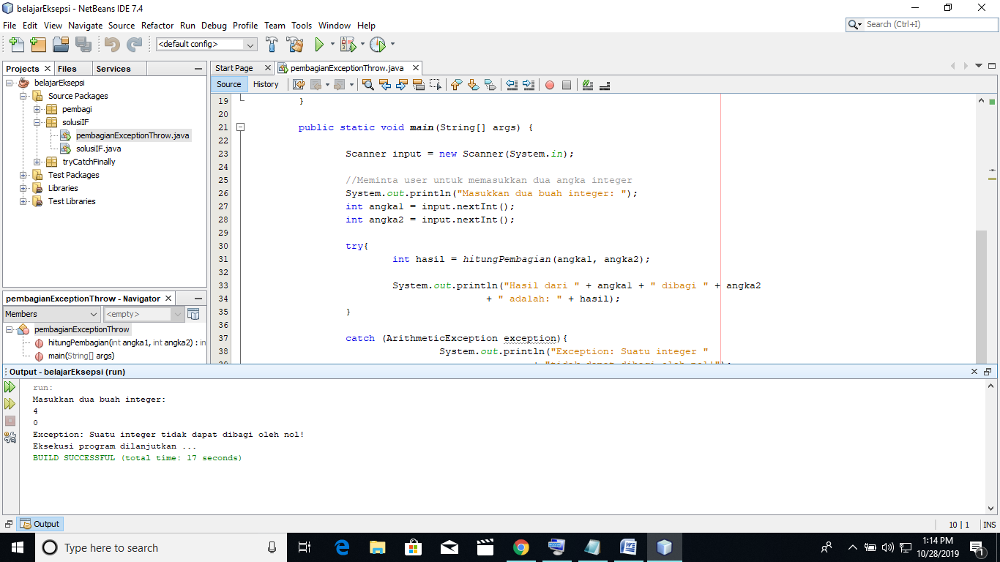 belajarEksepsi - NetBeans IDE 7.4
File Edit View Navigate Source Refactor Run Debug Profile Team Tools Window Help
Search (Ctrl+I)
<default config>
Projects Files Services
belajarEksepsi
Source Packages
pembagi
solusiIF
pembagianExceptionThrow.java
solusiIF.java
tryCatchFinally
Test Packages
Libraries
Test Libraries
pembagianExceptionThrow - Navigator
Members <empty>
pembagianExceptionThrow
hitungPembagian(int angka1, int angka2) : in
main(String[] args)
Start Page pembagianExceptionThrow.java
Source History
19 }
20
21 public static void main(String[] args) {
22
23 Scanner input = new Scanner(System.in);
24
25 //Meminta user untuk memasukkan dua angka integer
26 System.out.println("Masukkan dua buah integer: ");
27 int angka1 = input.nextInt();
28 int angka2 = input.nextInt();
29
30 try{
31 int hasil = hitungPembagian(angka1, angka2);
32
33 System.out.println("Hasil dari " + angka1 + " dibagi " + angka2
34 + " adalah: " + hasil);
35 }
36
37 catch (ArithmeticException exception){
38 System.out.println("Exception: Suatu integer "
39 + "tidak dapat dibagi oleh nol!");
Output - belajarEksepsi (run)
run:
Masukkan dua buah integer:
4
0
Exception: Suatu integer tidak dapat dibagi oleh nol!
Eksekusi program dilanjutkan ...
BUILD SUCCESSFUL (total time: 17 seconds)
Output
10 | 1 INS
Type here to search
1:14 PM
10/28/2019
1